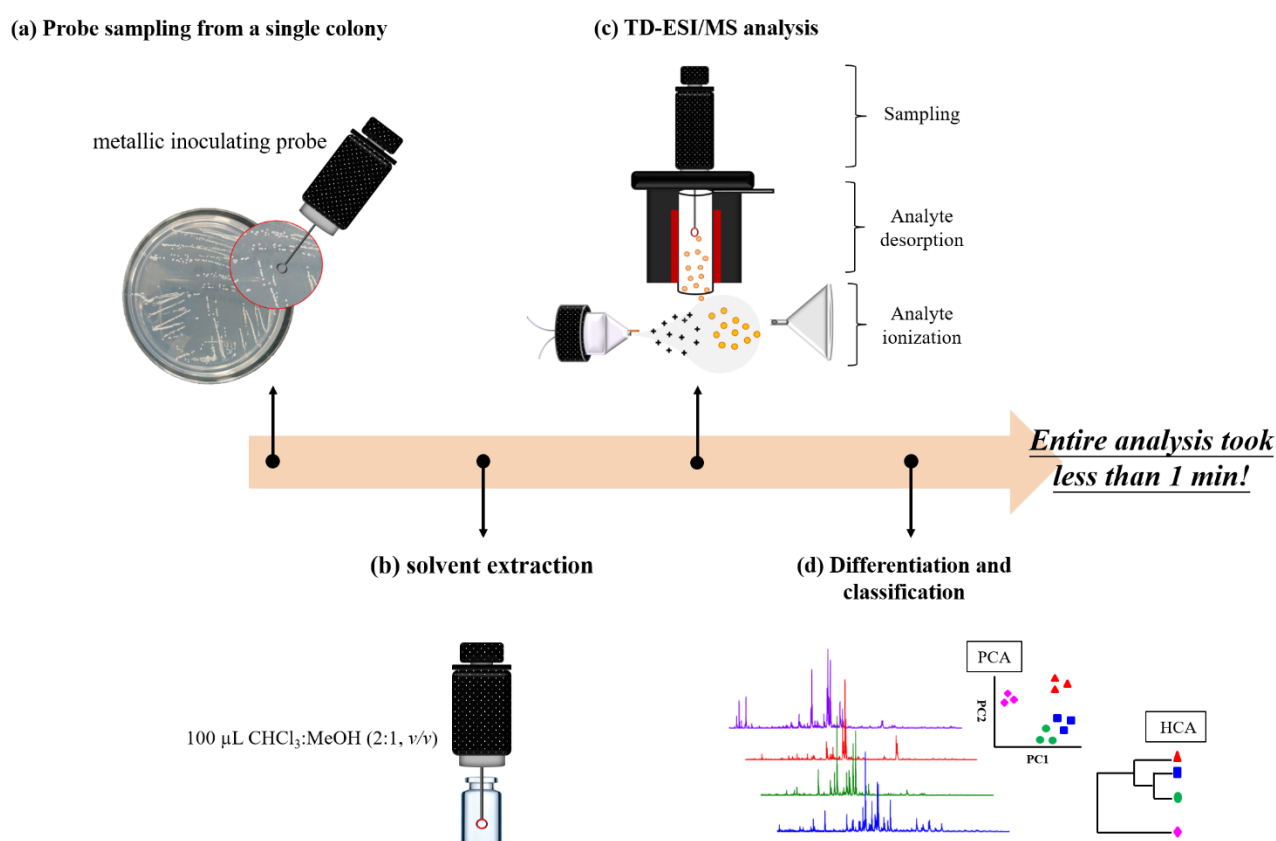 (a) Probe sampling from a single colony
metallic inoculating probe
(c) TD-ESI/MS analysis
Sampling
Analyte
desorption
Analyte
ionization
Entire analysis took
less than 1 min!
(b) solvent extraction
100 μL CHCl₃:MeOH (2:1, v/v)
(d) Differentiation and
classification
PCA
PC2
PC1
HCA